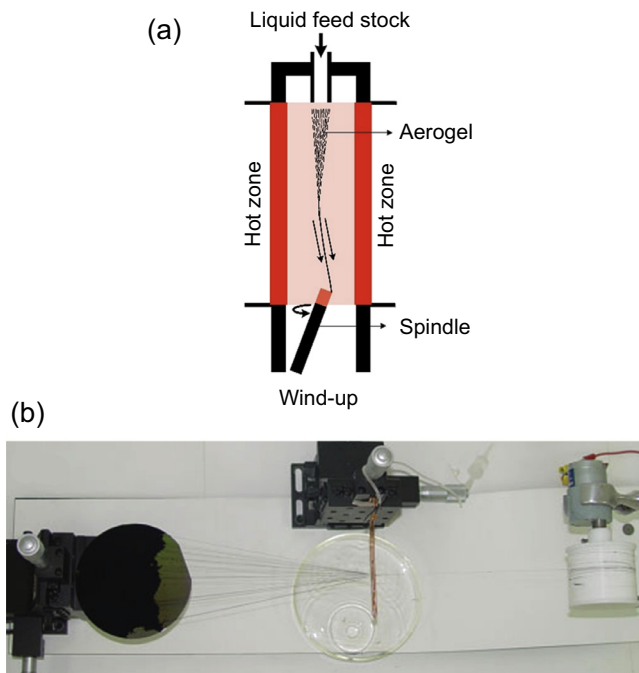 (a)
Liquid feed stock
Aerogel
Hot zone
Hot zone
Spindle
Wind-up
(b)